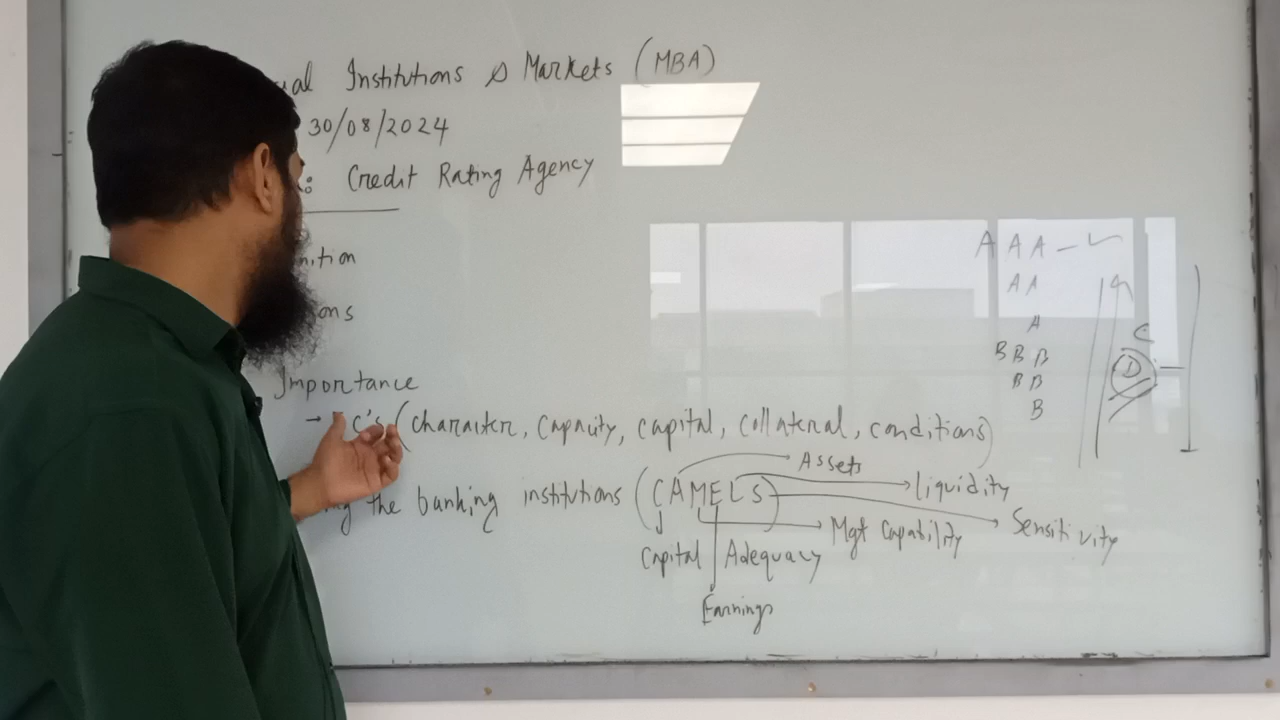 Institutions & Markets (MBA)
30/08/2024
: Credit Rating Agency
AAA - ✓
AA
A
BBB
BB
B
C
D
Importance
→ C's (character, capacity, capital, collateral, conditions)
the banking institutions (CAMELS)
Assets
liquidity
Sensitivity
Mgt Capability
Capital Adequacy
Earnings